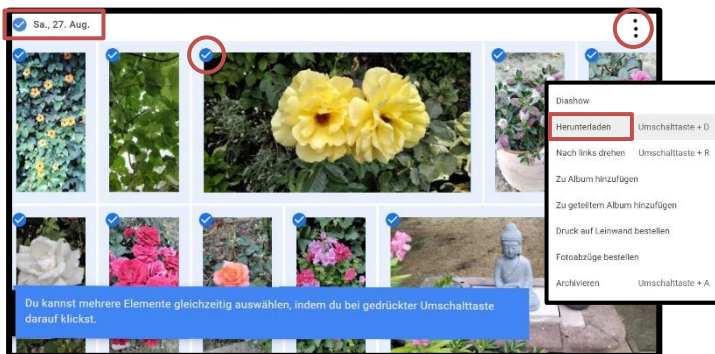 Sa., 27. Aug.
Diashow
Herunterladen Umschalttaste + D
Nach links drehen Umschalttaste + R
Zu Album hinzufügen
Zu geteiltem Album hinzufügen
Druck auf Leinwand bestellen
Fotoabzüge bestellen
Archivieren Umschalttaste + A
Du kannst mehrere Elemente gleichzeitig auswählen, indem du bei gedrückter Umschalttaste
darauf klickst.